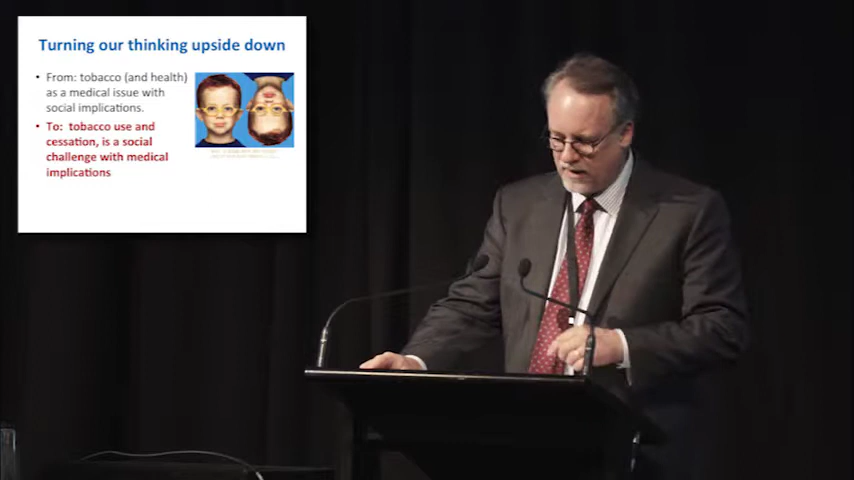 Turning our thinking upside down
• From: tobacco (and health)
as a medical issue with
social implications.
• To: tobacco use and
cessation, is a social
challenge with medical
implications